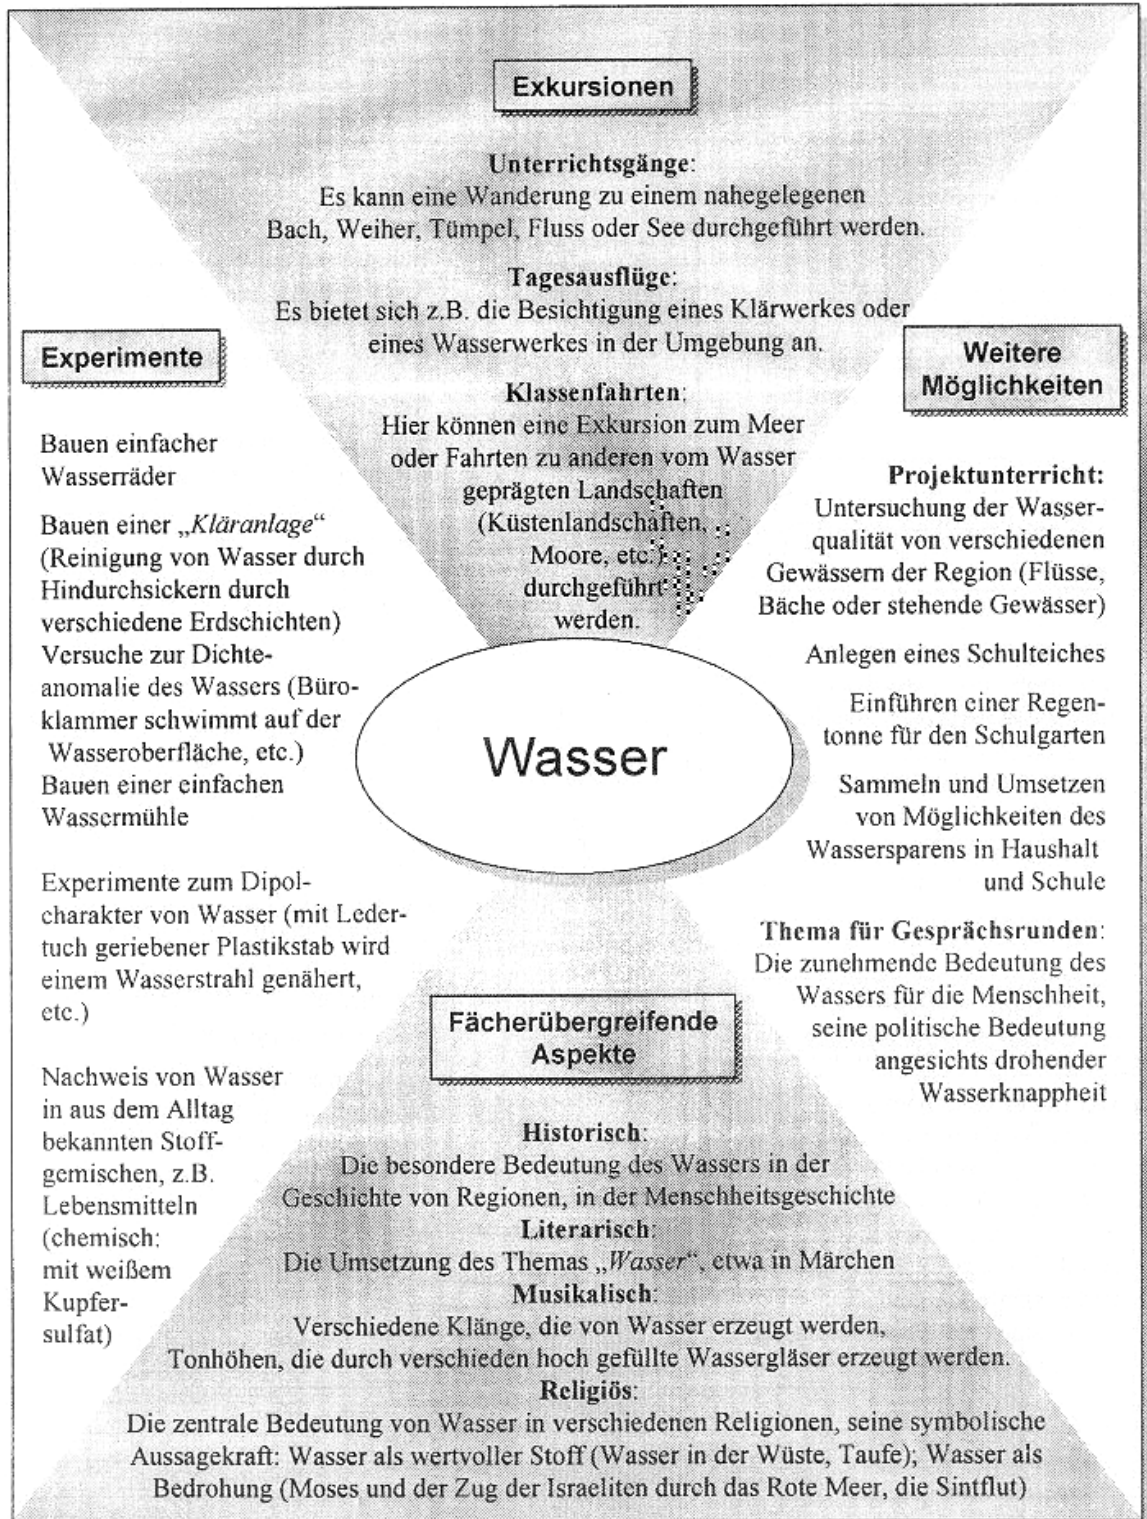 Exkursionen
Unterrichtsgänge:
Es kann eine Wanderung zu einem nahegelegenen
Bach, Weiher, Tümpel, Fluss oder See durchgeführt werden.
Tagesausflüge:
Es bietet sich z.B. die Besichtigung eines Klärwerkes oder
eines Wasserwerkes in der Umgebung an.
Klassenfahrten:
Hier können eine Exkursion zum Meer
oder Fahrten zu anderen vom Wasser
geprägten Landschaften
(Küstenlandschaften,
Moore, etc.)
durchgeführt
werden.
Experimente
Bauen einfacher
Wasserräder
Bauen einer „Kläranlage“
(Reinigung von Wasser durch
Hindurchsickern durch
verschiedene Erdschichten)
Versuche zur Dichte-
anomalie des Wassers (Büro-
klammer schwimmt auf der
Wasseroberfläche, etc.)
Bauen einer einfachen
Wassermühle
Experimente zum Dipol-
charakter von Wasser (mit Leder-
tuch geriebener Plastikstab wird
einem Wasserstrahl genähert,
etc.)
Nachweis von Wasser
in aus dem Alltag
bekannten Stoff-
gemischen, z.B.
Lebensmitteln
(chemisch:
mit weißem
Kupfer-
sulfat)
Wasser
Weitere
Möglichkeiten
Projektunterricht:
Untersuchung der Wasser-
qualität von verschiedenen
Gewässern der Region (Flüsse,
Bäche oder stehende Gewässer)
Anlegen eines Schulteiches
Einführen einer Regen-
tonne für den Schulgarten
Sammeln und Umsetzen
von Möglichkeiten des
Wassersparens in Haushalt
und Schule
Thema für Gesprächsrunden:
Die zunehmende Bedeutung des
Wassers für die Menschheit,
seine politische Bedeutung
angesichts drohender
Wasserknappheit
Fächerübergreifende
Aspekte
Historisch:
Die besondere Bedeutung des Wassers in der
Geschichte von Regionen, in der Menschheitsgeschichte
Literarisch:
Die Umsetzung des Themas „Wasser“, etwa in Märchen
Musikalisch:
Verschiedene Klänge, die von Wasser erzeugt werden,
Tonhöhen, die durch verschieden hoch gefüllte Wassergläser erzeugt werden.
Religiös:
Die zentrale Bedeutung von Wasser in verschiedenen Religionen, seine symbolische
Aussagekraft: Wasser als wertvoller Stoff (Wasser in der Wüste, Taufe); Wasser als
Bedrohung (Moses und der Zug der Israeliten durch das Rote Meer, die Sintflut)